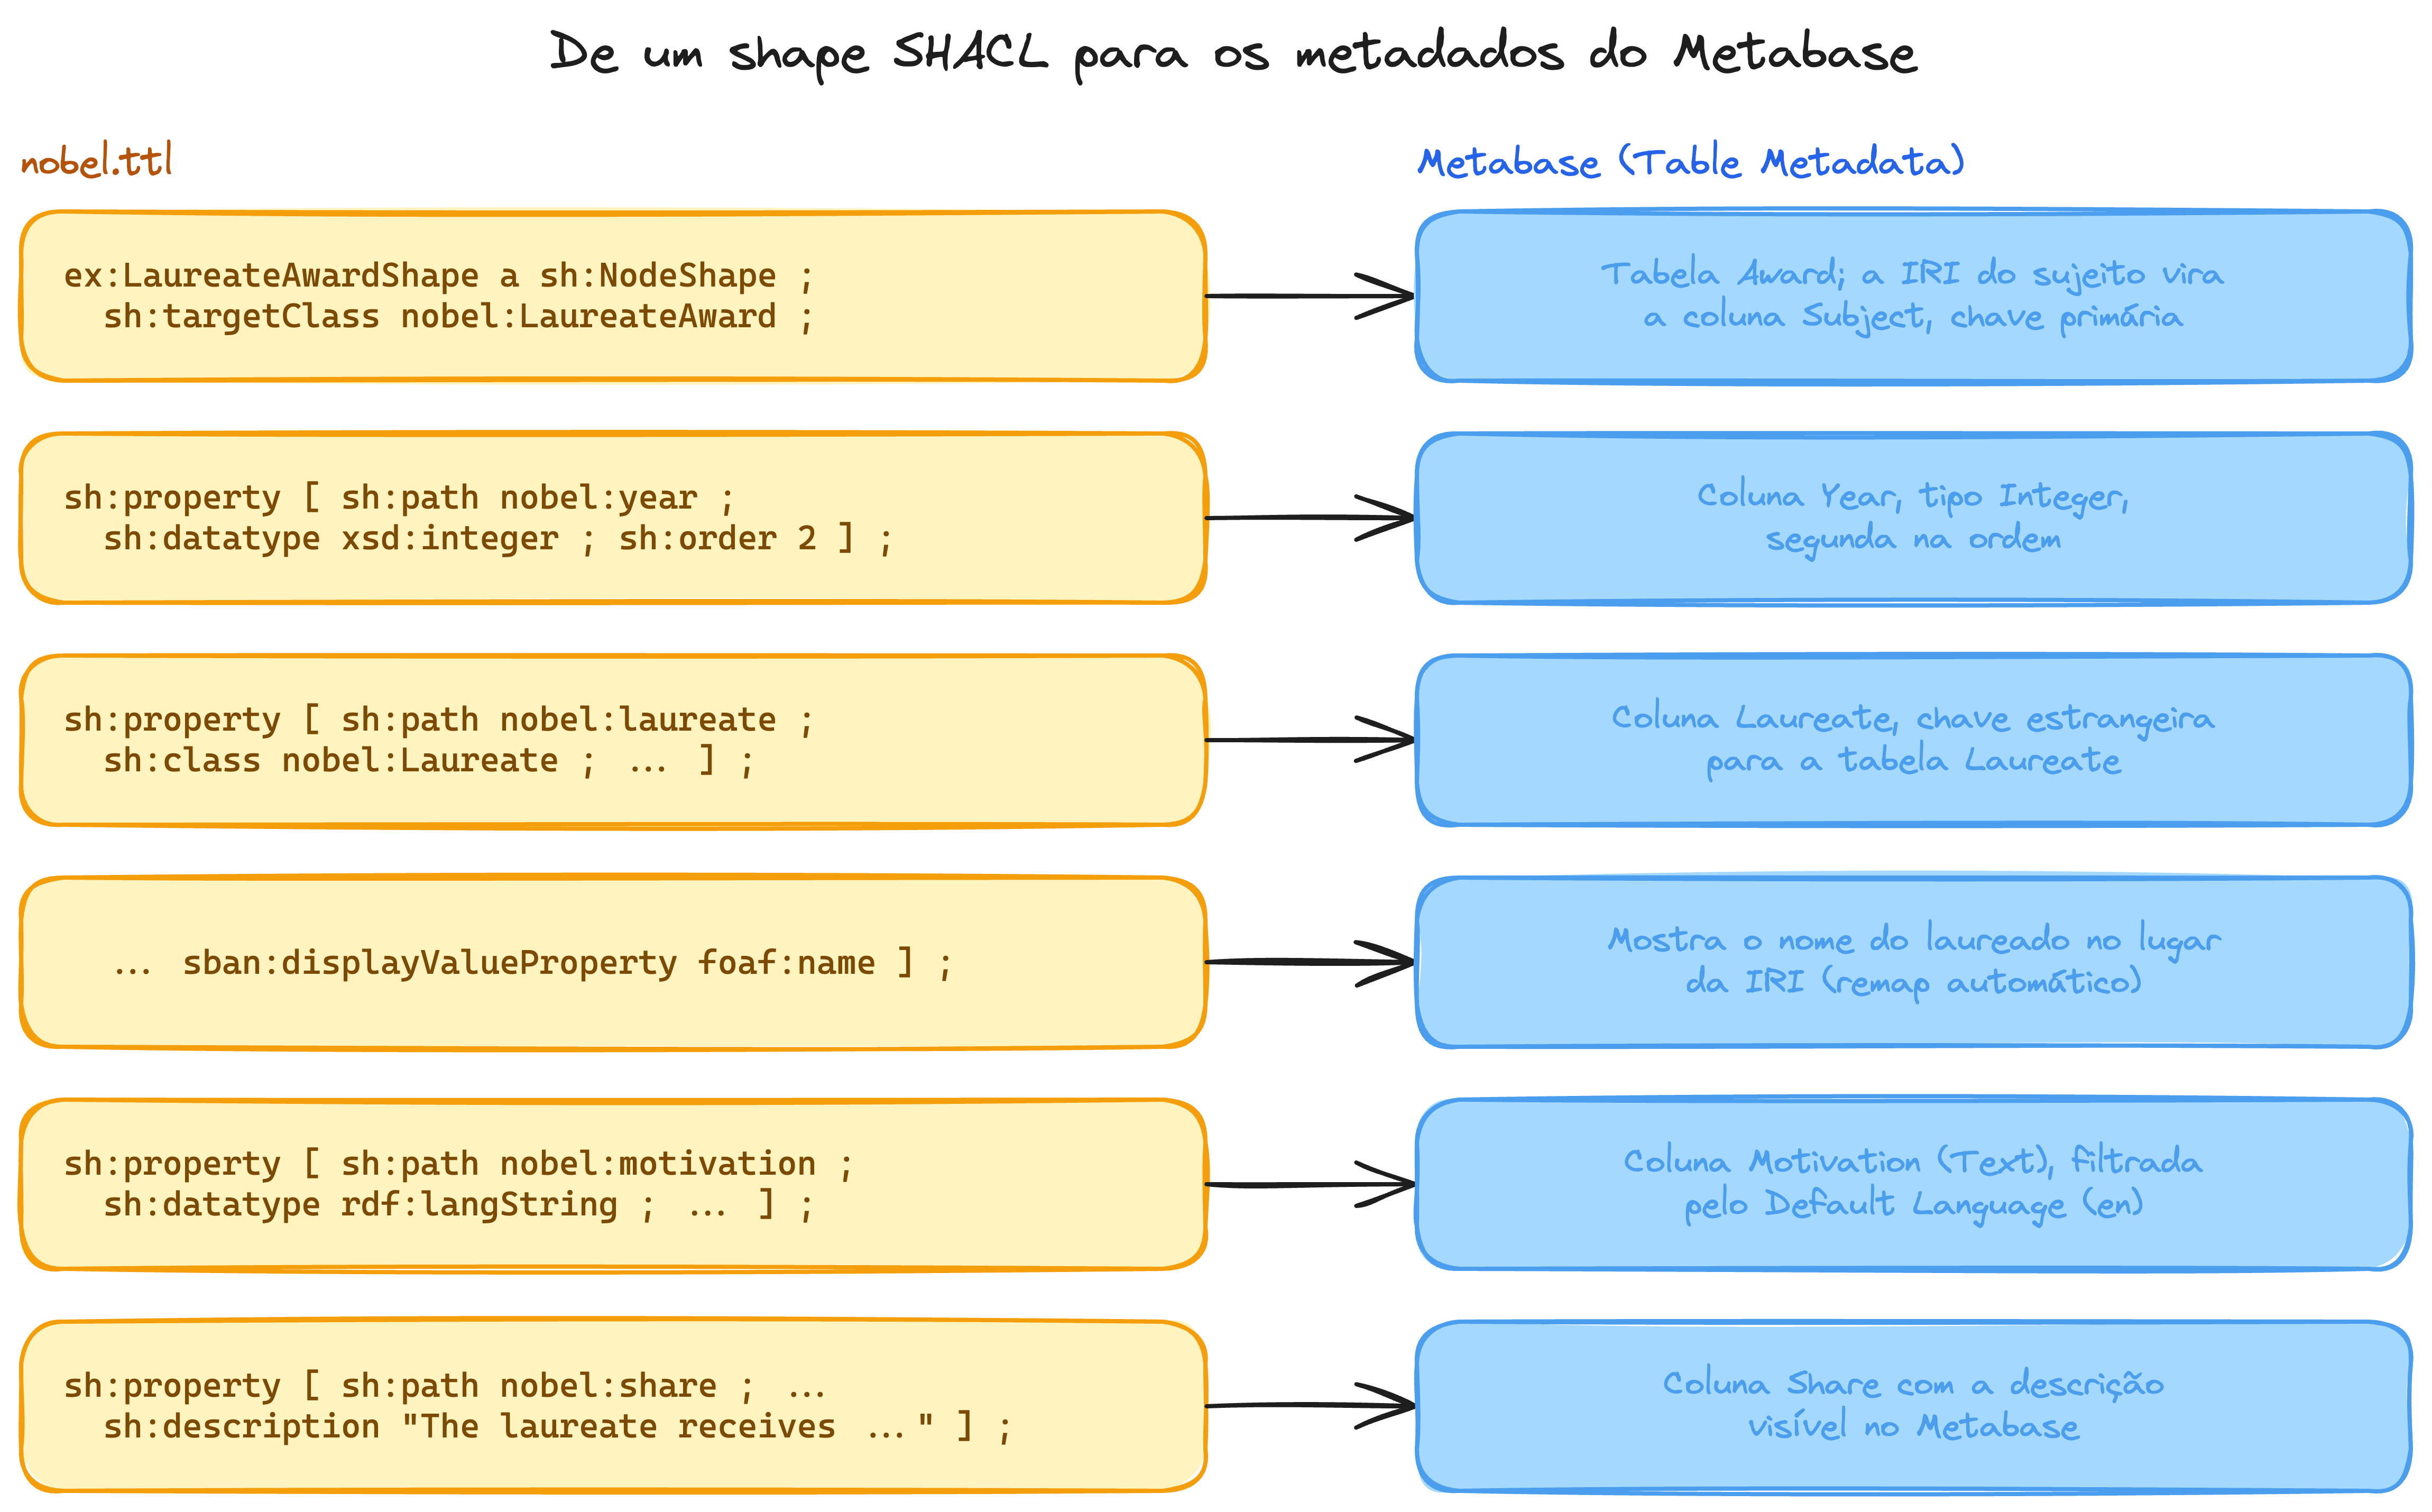 De um shape SHACL para os metadados do Metabase
nobel.ttl
Metabase (Table Metadata)
ex:LaureateAwardShape a sh:NodeShape ;
sh:targetClass nobel:LaureateAward ;
Tabela Award; a IRI do sujeito vira
a coluna Subject, chave primária
sh:property [ sh:path nobel:year ;
sh:datatype xsd:integer ; sh:order 2 ] ;
Coluna Year, tipo Integer,
segunda na ordem
sh:property [ sh:path nobel:laureate ;
sh:class nobel:Laureate ; ... ] ;
Coluna Laureate, chave estrangeira
para a tabela Laureate
... sban:displayValueProperty foaf:name ] ;
Mostra o nome do laureado no lugar
da IRI (remap automático)
sh:property [ sh:path nobel:motivation ;
sh:datatype rdf:langString ; ... ] ;
Coluna Motivation (Text), filtrada
pelo Default Language (en)
sh:property [ sh:path nobel:share ; ...
sh:description "The laureate receives ..." ] ;
Coluna Share com a descrição
visível no Metabase